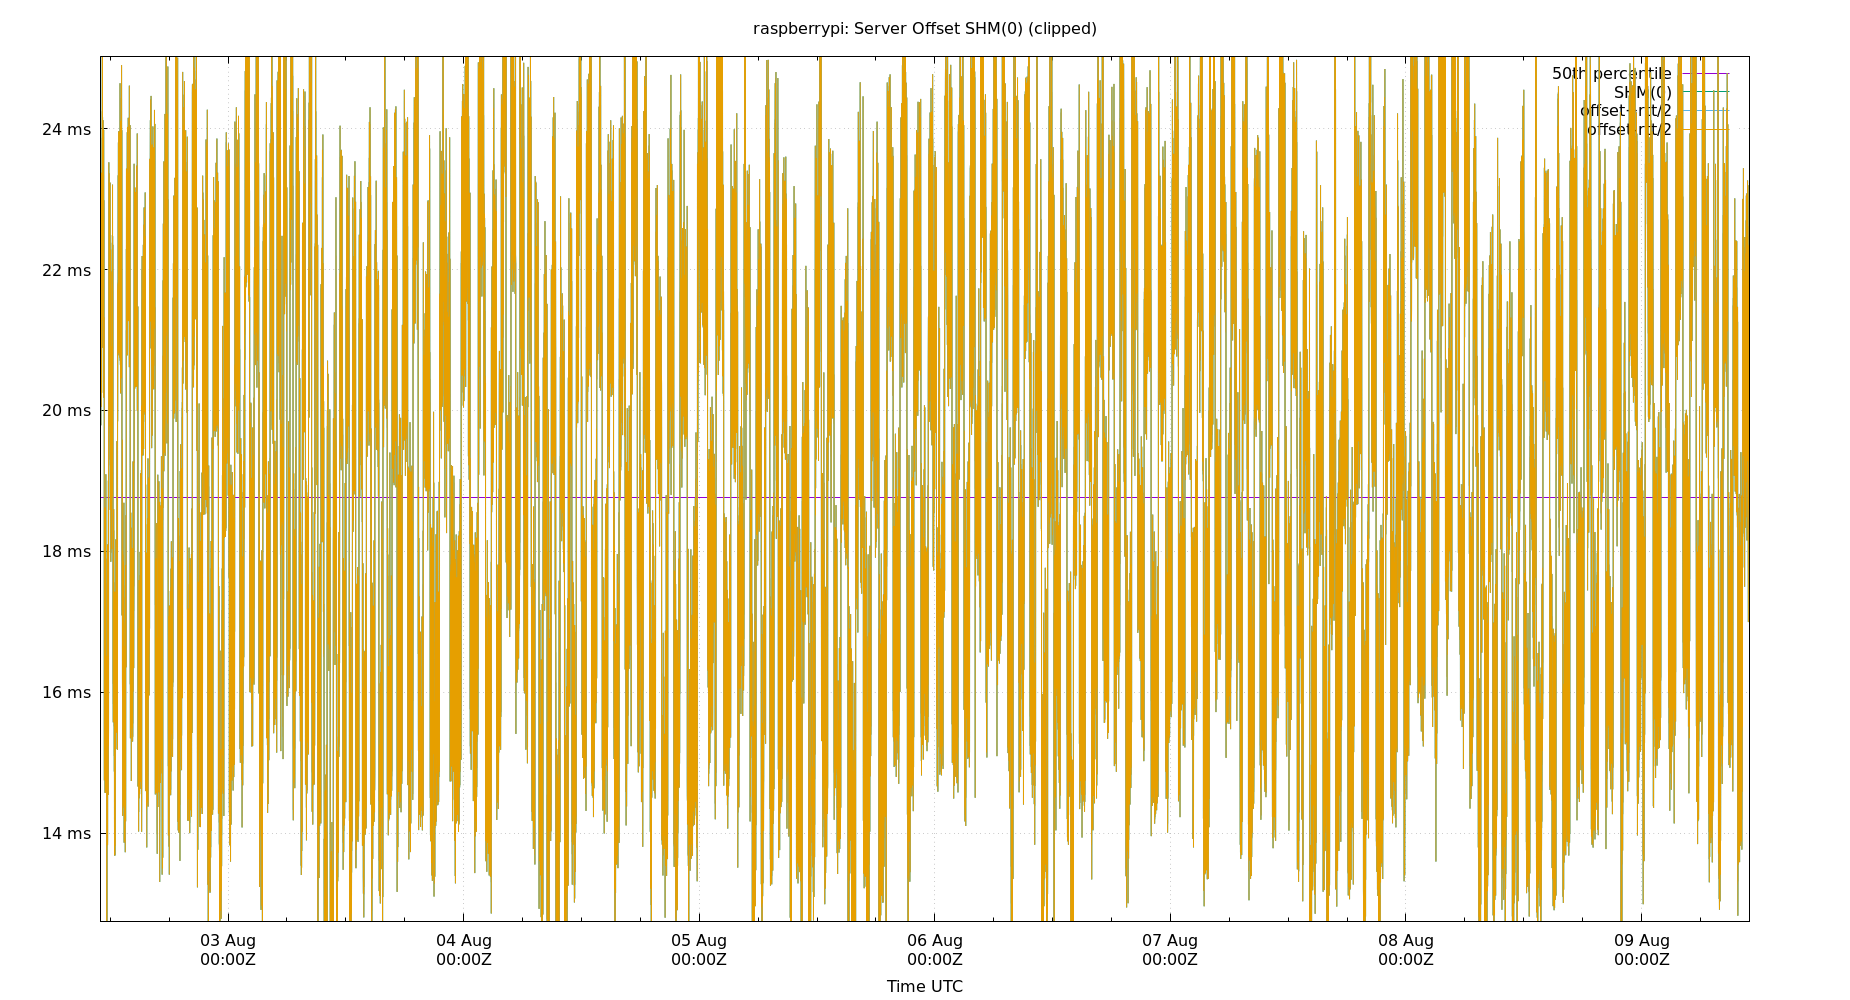 raspberrypi: Server Offset SHM(0) (clipped)
50th percentile
SHM(0)
offset+rtt/2
offset-rtt/2
24 ms
22 ms
20 ms
18 ms
16 ms
14 ms
03 Aug
00:00Z
04 Aug
00:00Z
05 Aug
00:00Z
06 Aug
00:00Z
07 Aug
00:00Z
08 Aug
00:00Z
09 Aug
00:00Z
Time UTC